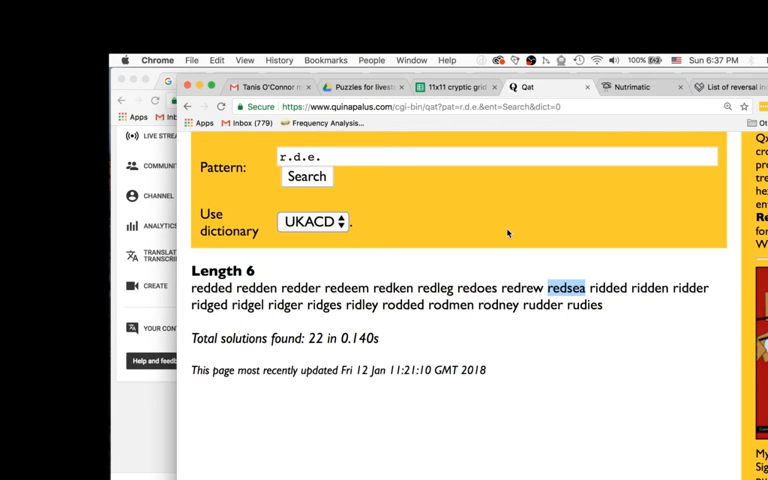 Chrome File Edit View History Bookmarks People Window Help 100% Sun 6:37 PM
M Tanis O'Connor m Puzzles for livest 11x11 cryptic grid Qat Nutrimatic List of reversal in
Secure https://www.quinapalus.com/cgi-bin/qat?pat=r.d.e.&ent=Search&dict=0
Apps Inbox (779) Frequency Analysis...
Apps
LIVE STREA
COMMUNI
CHANNEL
ANALYTIC
TRANSLAT
TRANSCRI
CREATE
YOUR CON
Help and feedb
Pattern: r.d.e.
Search
Use
dictionary UKACD .
Length 6
redded redden redder redeem redken redleg redoes redrew redsea ridded ridden ridder
ridged ridgel ridger ridges ridley rodded rodmen rodney rudder rudies
Total solutions found: 22 in 0.140s
This page most recently updated Fri 12 Jan 11:21:10 GMT 2018